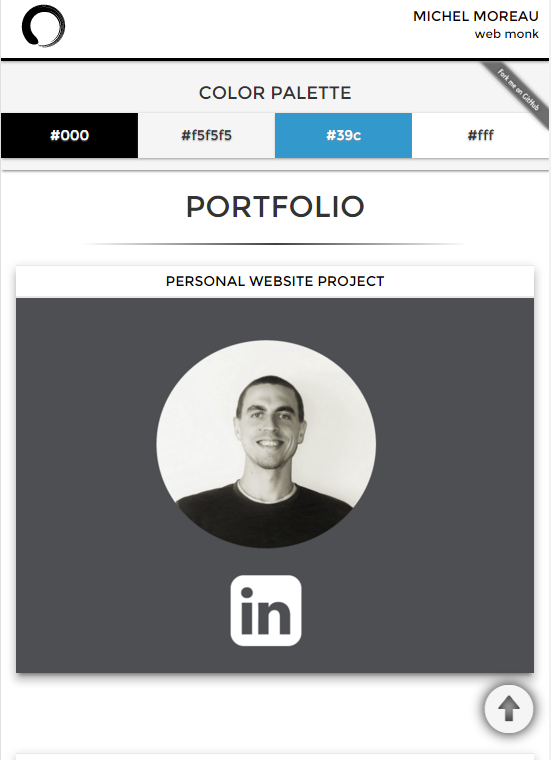 MICHEL MOREAU
web monk
Fork me on GitHub
COLOR PALETTE
#000
#f5f5f5
#39c
#fff
PORTFOLIO
PERSONAL WEBSITE PROJECT
in